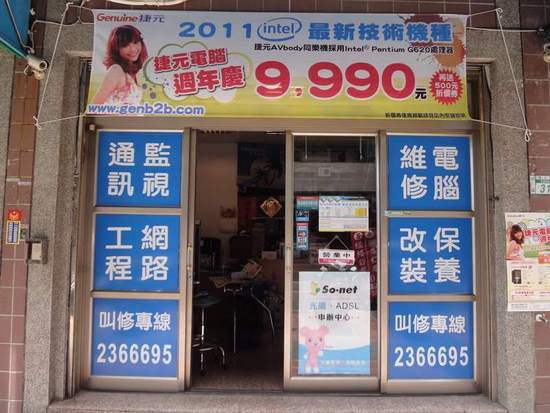 Genuine 捷元
2011 intel 最新技術機種
捷元AVbody同樂機採用Intel® Pentium G620處理器
捷元電腦
週年慶
9,990元
再送
500元
折價券
www.genb2b.com
通監
訊視
工網
程路
叫修專線
2366695
營業中
So-net
光纖、ADSL
申辦中心
維電
修腦
改保
裝養
叫修專線
2366695